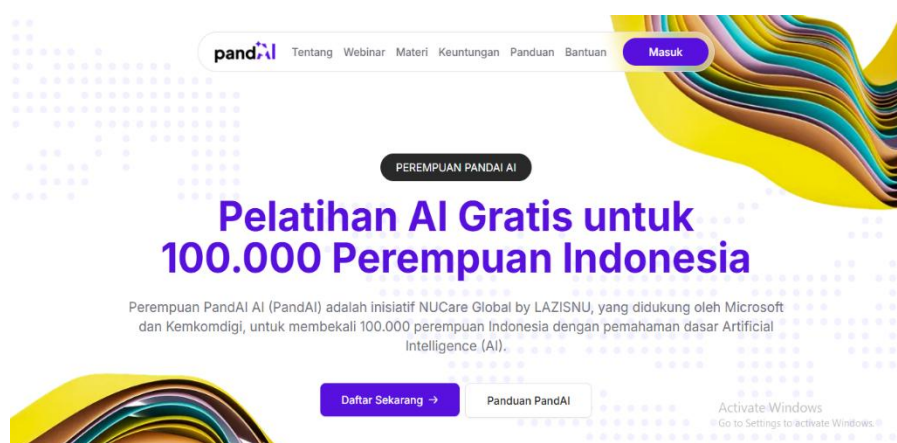 pandAI Tentang Webinar Materi Keuntungan Panduan Bantuan Masuk
PEREMPUAN PANDAI AI
Pelatihan AI Gratis untuk
100.000 Perempuan Indonesia
Perempuan PandAI AI (PandAI) adalah inisiatif NUCare Global by LAZISNU, yang didukung oleh Microsoft
dan Kemkomdigi, untuk membekali 100.000 perempuan Indonesia dengan pemahaman dasar Artificial
Intelligence (AI).
Daftar Sekarang → Panduan PandAI
Activate Windows
Go to Settings to activate Windows.